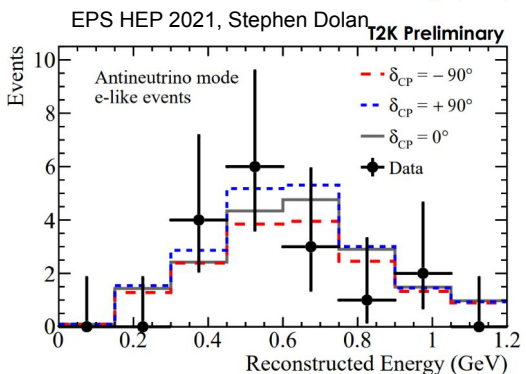 EPS HEP 2021, Stephen Dolan
T2K Preliminary
Events
10
8
6
4
2
0
Antineutrino mode
e-like events
δCP = − 90°
δCP = + 90°
δCP = 0°
Data
0 0.2 0.4 0.6 0.8 1 1.2
Reconstructed Energy (GeV)